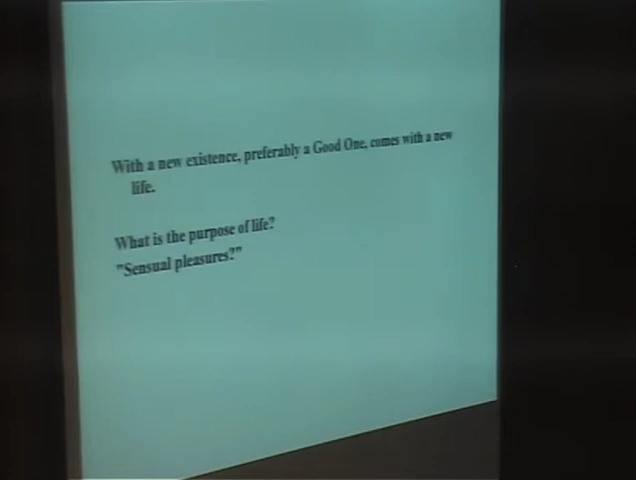 With a new existence, preferably a Good One, comes with a new
life.
What is the purpose of life?
"Sensual pleasures?"